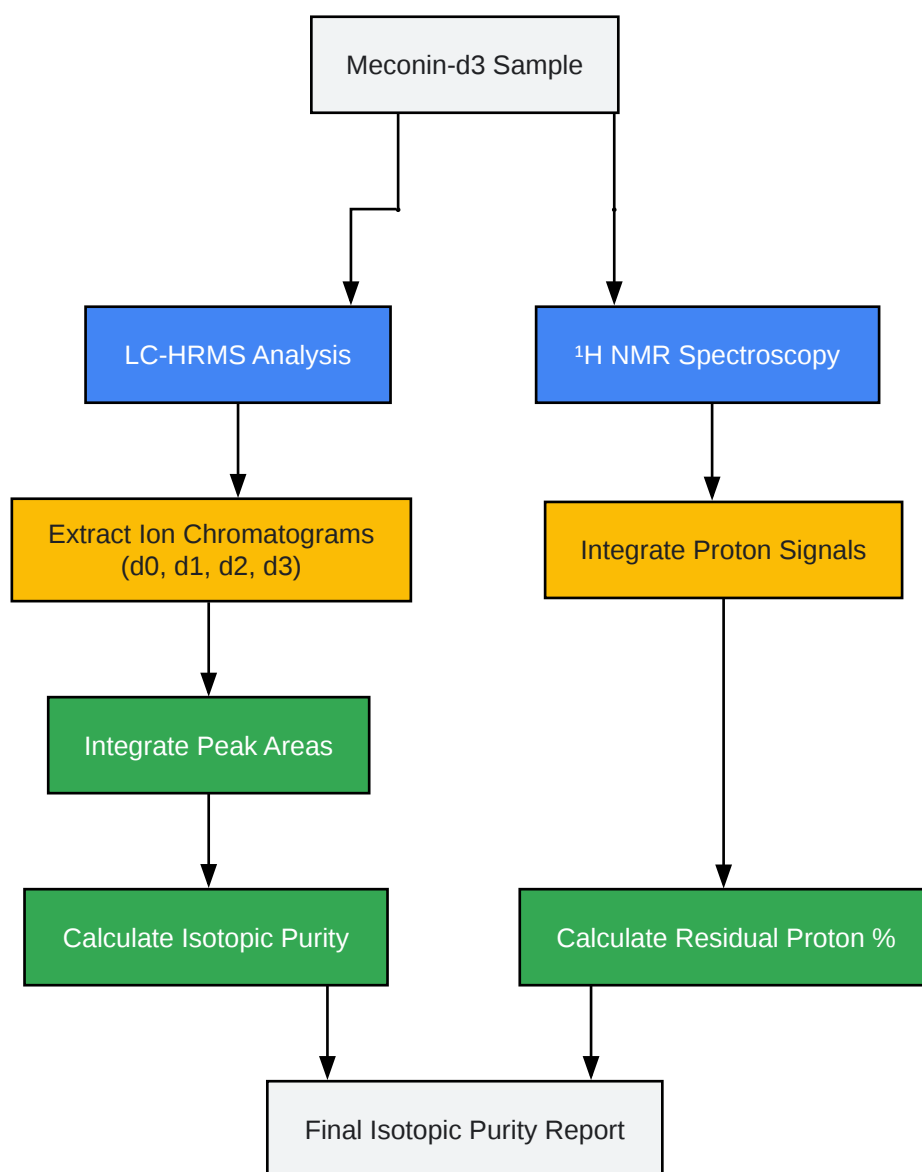 Meconin-d3 Sample
LC-HRMS Analysis
¹H NMR Spectroscopy
Extract Ion Chromatograms
(d0, d1, d2, d3)
Integrate Proton Signals
Integrate Peak Areas
Calculate Isotopic Purity
Calculate Residual Proton %
Final Isotopic Purity Report